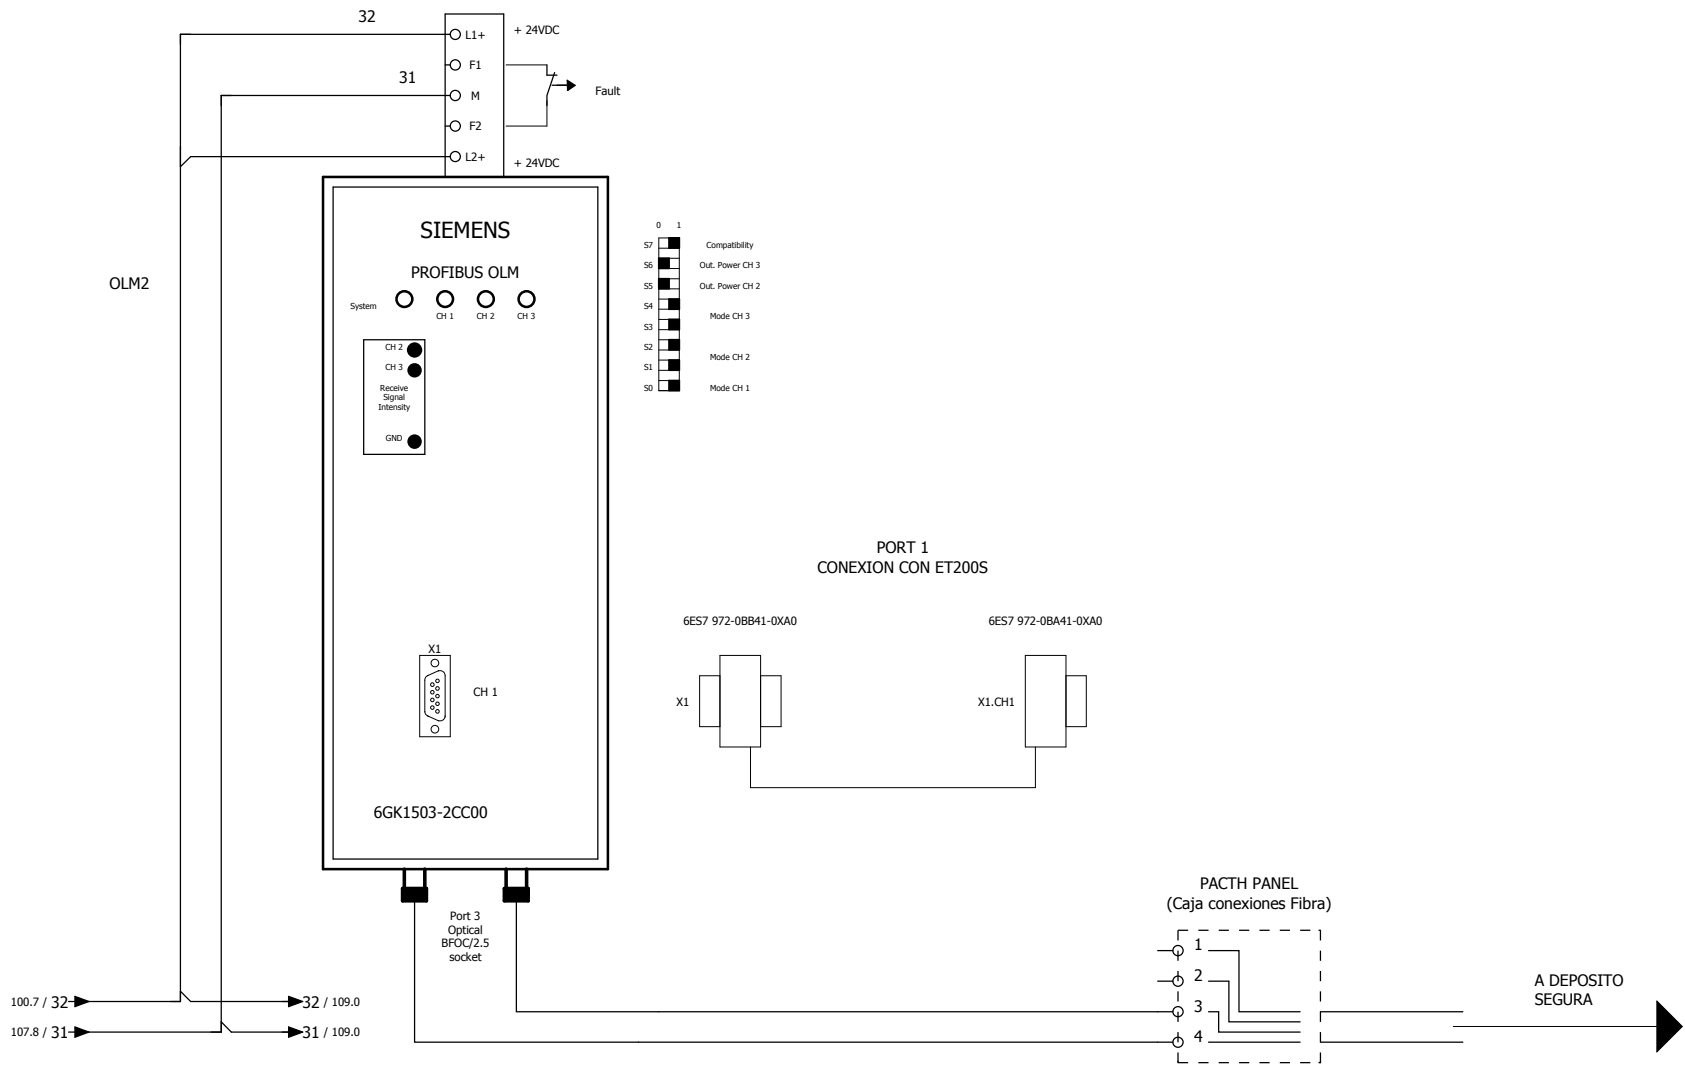 32
L1+
+ 24VDC
F1
31
M
Fault
F2
L2+
+ 24VDC
SIEMENS
PROFIBUS OLM
OLM2
System
CH 1
CH 2
CH 3
CH 2
CH 3
Receive
Signal
Intensity
GND
0 1
S7 Compatibility
S6 Out. Power CH 3
S5 Out. Power CH 2
S4
Mode CH 3
S3
S2
Mode CH 2
S1
S0 Mode CH 1
PORT 1
CONEXION CON ET200S
6ES7 972-0BB41-0XA0
6ES7 972-0BA41-0XA0
X1
CH 1
X1
X1.CH1
6GK1503-2CC00
Port 3
Optical
BFOC/2.5
socket
PACTH PANEL
(Caja conexiones Fibra)
1
2
3
4
A DEPOSITO
SEGURA
100.7 / 32
32 / 109.0
107.8 / 31
31 / 109.0